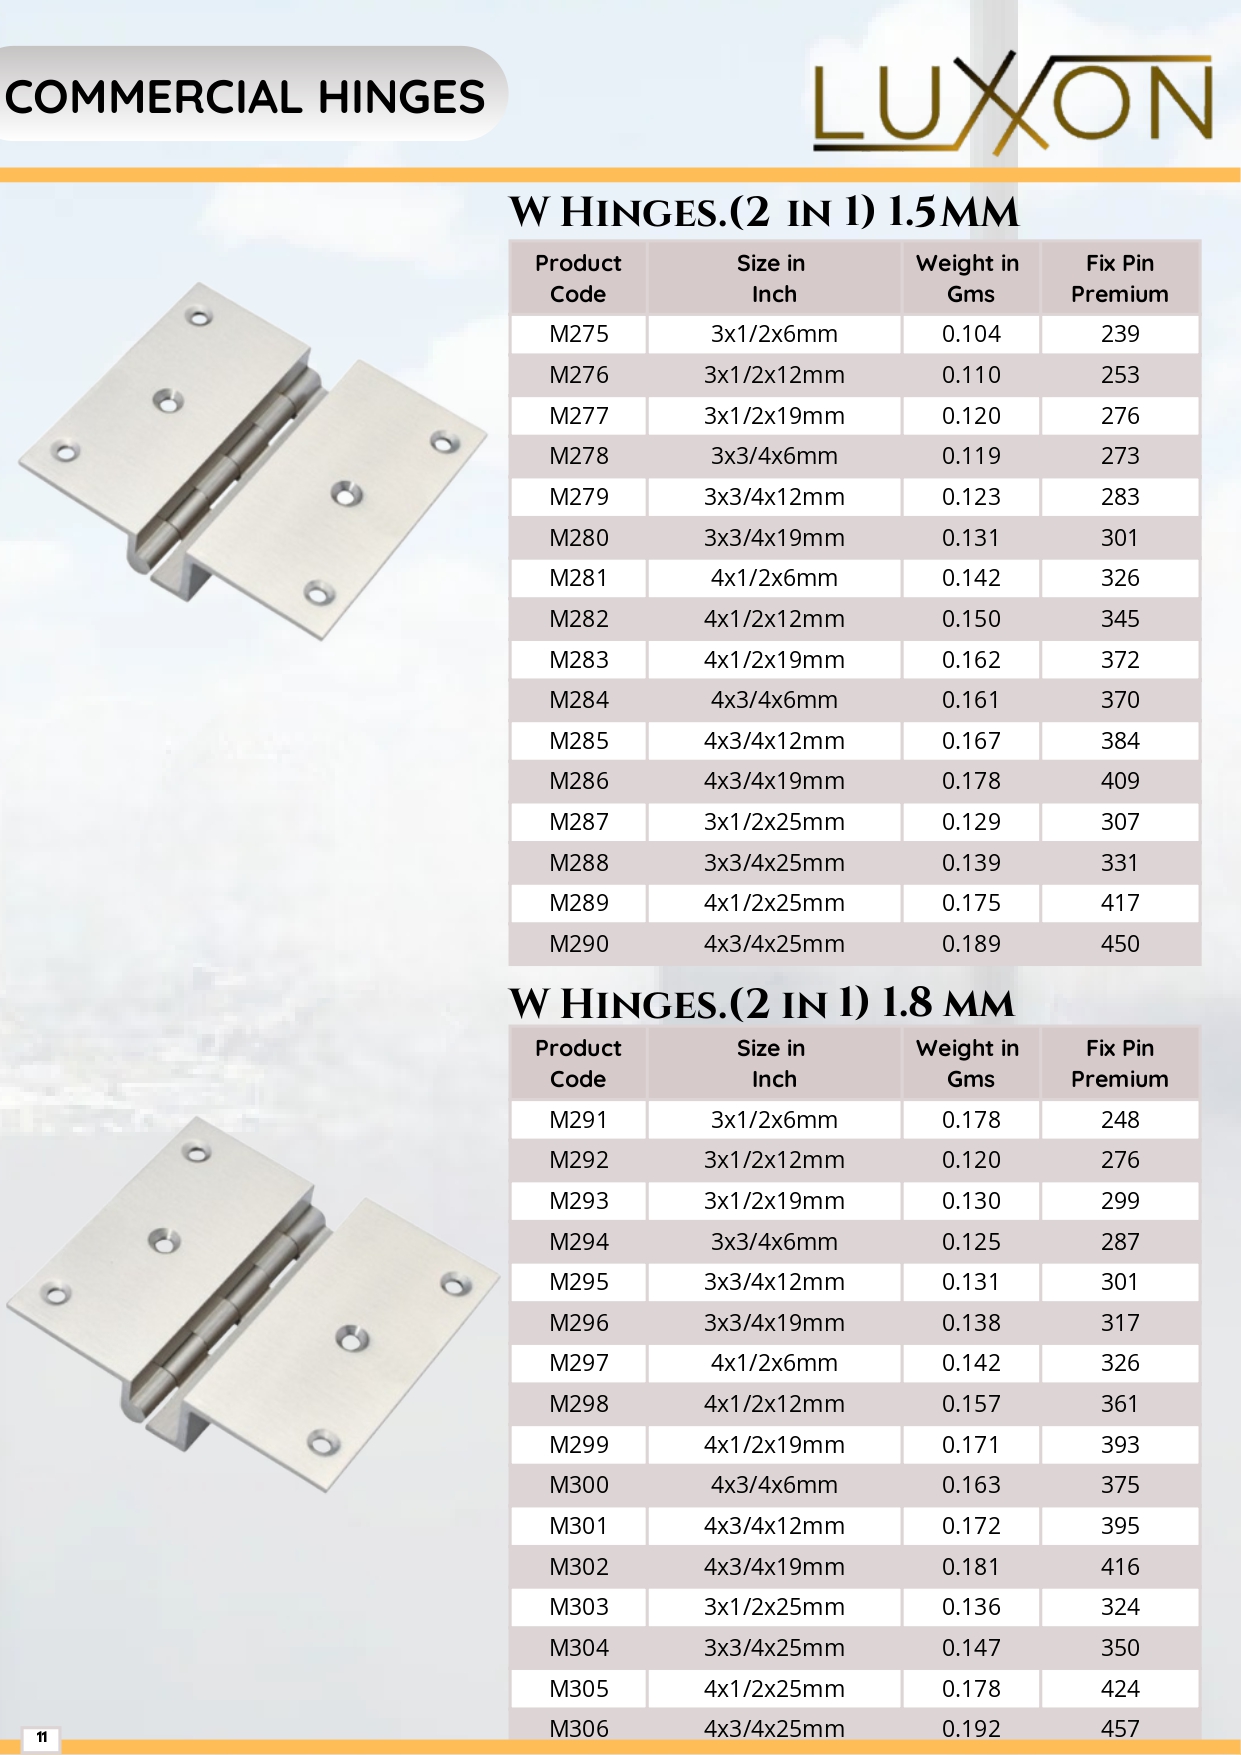 COMMERCIAL HINGES
LUXXON
W HINGES.(2 IN 1) 1.5MM
Product Code Size in Inch Weight in Gms Fix Pin Premium
M275 3x1/2x6mm 0.104 239
M276 3x1/2x12mm 0.110 253
M277 3x1/2x19mm 0.120 276
M278 3x3/4x6mm 0.119 273
M279 3x3/4x12mm 0.123 283
M280 3x3/4x19mm 0.131 301
M281 4x1/2x6mm 0.142 326
M282 4x1/2x12mm 0.150 345
M283 4x1/2x19mm 0.162 372
M284 4x3/4x6mm 0.161 370
M285 4x3/4x12mm 0.167 384
M286 4x3/4x19mm 0.178 409
M287 3x1/2x25mm 0.129 307
M288 3x3/4x25mm 0.139 331
M289 4x1/2x25mm 0.175 417
M290 4x3/4x25mm 0.189 450
W HINGES.(2 IN 1) 1.8 MM
Product Code Size in Inch Weight in Gms Fix Pin Premium
M291 3x1/2x6mm 0.178 248
M292 3x1/2x12mm 0.120 276
M293 3x1/2x19mm 0.130 299
M294 3x3/4x6mm 0.125 287
M295 3x3/4x12mm 0.131 301
M296 3x3/4x19mm 0.138 317
M297 4x1/2x6mm 0.142 326
M298 4x1/2x12mm 0.157 361
M299 4x1/2x19mm 0.171 393
M300 4x3/4x6mm 0.163 375
M301 4x3/4x12mm 0.172 395
M302 4x3/4x19mm 0.181 416
M303 3x1/2x25mm 0.136 324
M304 3x3/4x25mm 0.147 350
M305 4x1/2x25mm 0.178 424
M306 4x3/4x25mm 0.192 457
11